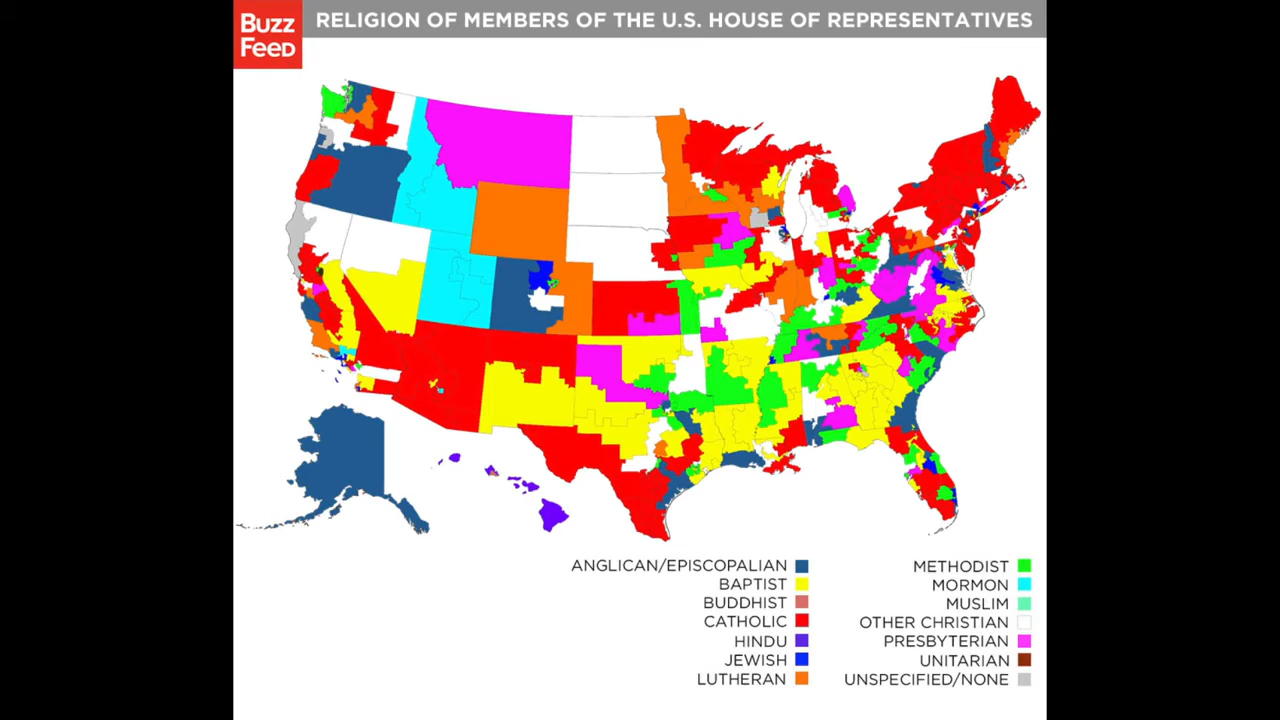 Buzz
Feed
RELIGION OF MEMBERS OF THE U.S. HOUSE OF REPRESENTATIVES
ANGLICAN/EPISCOPALIAN
BAPTIST
BUDDHIST
CATHOLIC
HINDU
JEWISH
LUTHERAN
METHODIST
MORMON
MUSLIM
OTHER CHRISTIAN
PRESBYTERIAN
UNITARIAN
UNSPECIFIED/NONE